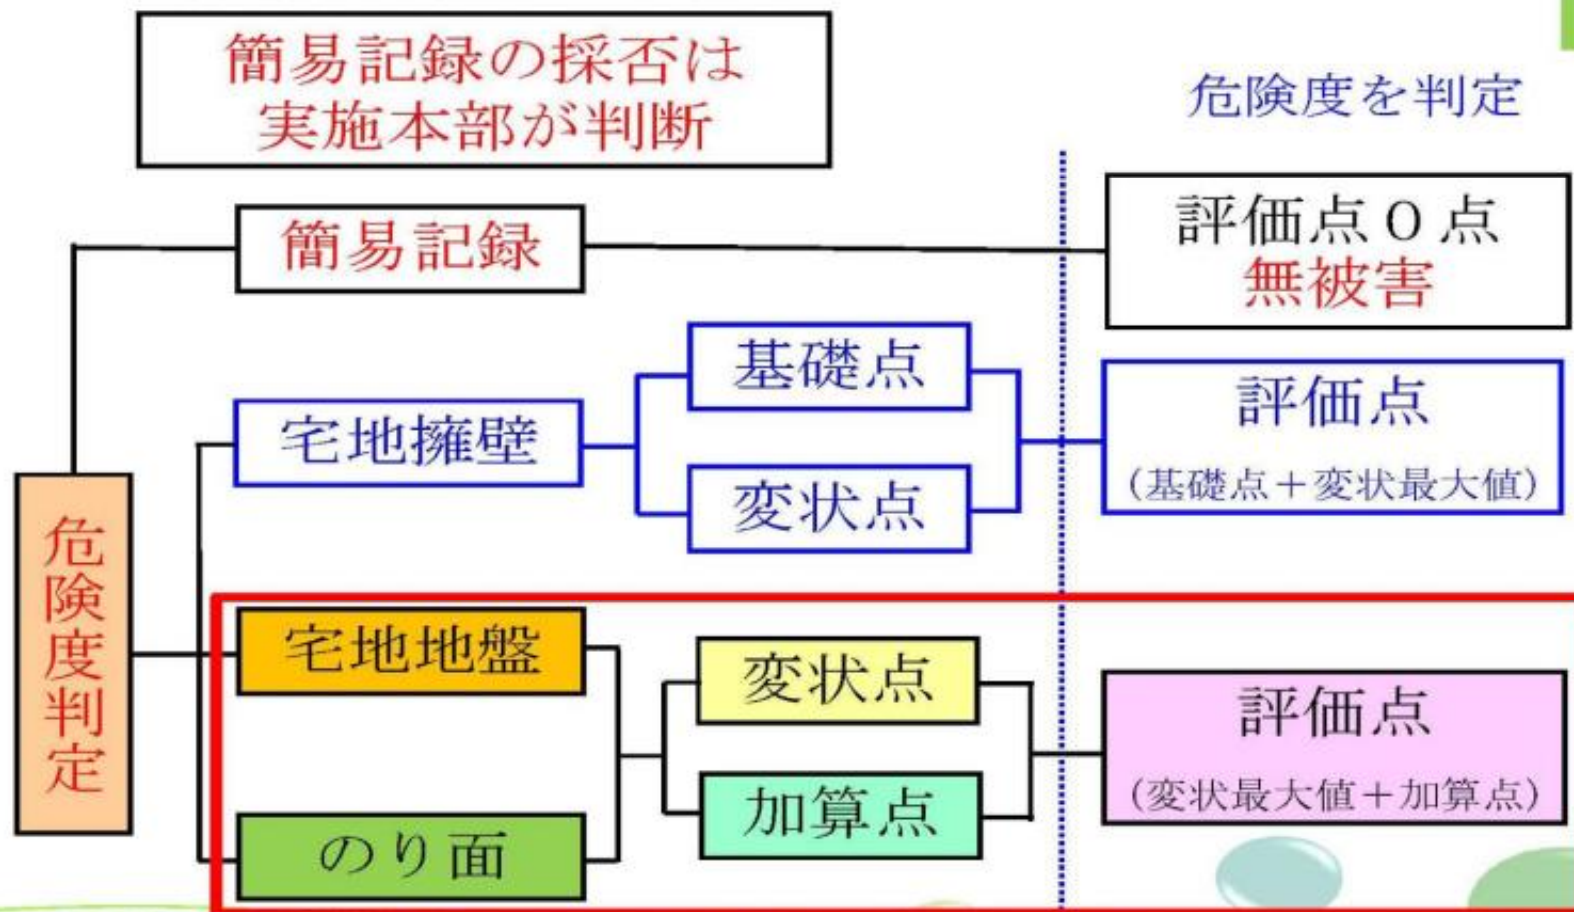 簡易記録の採否は
実施本部が判断
危険度を判定
簡易記録
評価点０点
無被害
基礎点
宅地擁壁
変状点
評価点
（基礎点＋変状最大値）
危険度判定
宅地地盤
のり面
変状点
加算点
評価点
（変状最大値＋加算点）